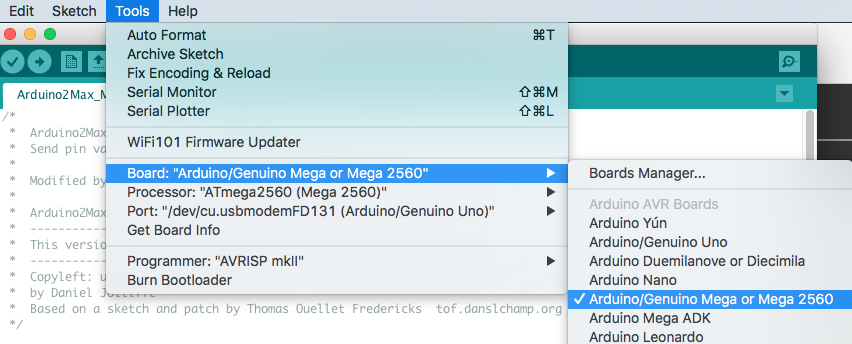 Edit Sketch Tools Help
Auto Format ⌘T
Archive Sketch
Fix Encoding & Reload
Serial Monitor ⇧⌘M
Serial Plotter ⇧⌘L
WiFi101 Firmware Updater
Board: "Arduino/Genuino Mega or Mega 2560"
Processor: "ATmega2560 (Mega 2560)"
Port: "/dev/cu.usbmodemFD131 (Arduino/Genuino Uno)"
Get Board Info
Programmer: "AVRISP mkII"
Burn Bootloader
Boards Manager...
Arduino AVR Boards
Arduino Yún
Arduino/Genuino Uno
Arduino Duemilanove or Diecimila
Arduino Nano
✓ Arduino/Genuino Mega or Mega 2560
Arduino Mega ADK
Arduino Leonardo
Arduino2Max_M
/*
* Arduino2Max
* Send pin va
*
* Modified by
*
* Arduino2Max
* -----------
* This versio
* -----------
* Copyleft: u
* by Daniel Jolliffe
* Based on a sketch and patch by Thomas Ouellet Fredericks tof.danslchamp.org
*/